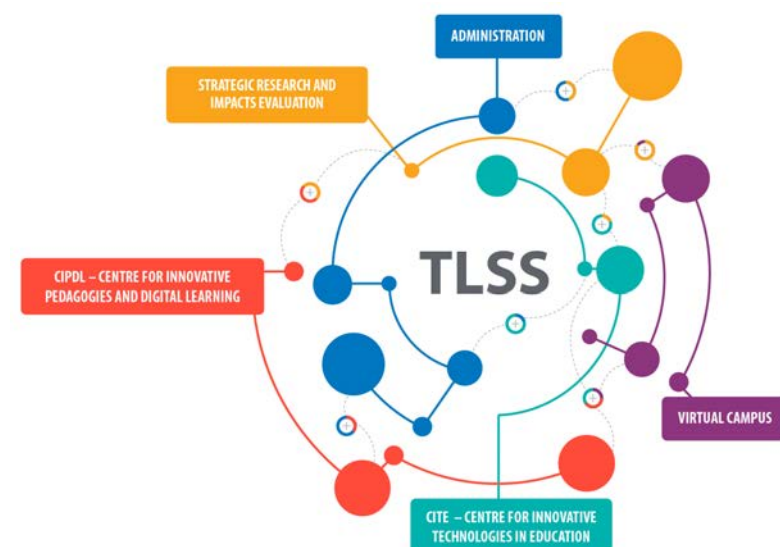 ADMINISTRATION
STRATEGIC RESEARCH AND
IMPACTS EVALUATION
TLSS
CIPDL – CENTRE FOR INNOVATIVE
PEDAGOGIES AND DIGITAL LEARNING
VIRTUAL CAMPUS
CITE – CENTRE FOR INNOVATIVE
TECHNOLOGIES IN EDUCATION